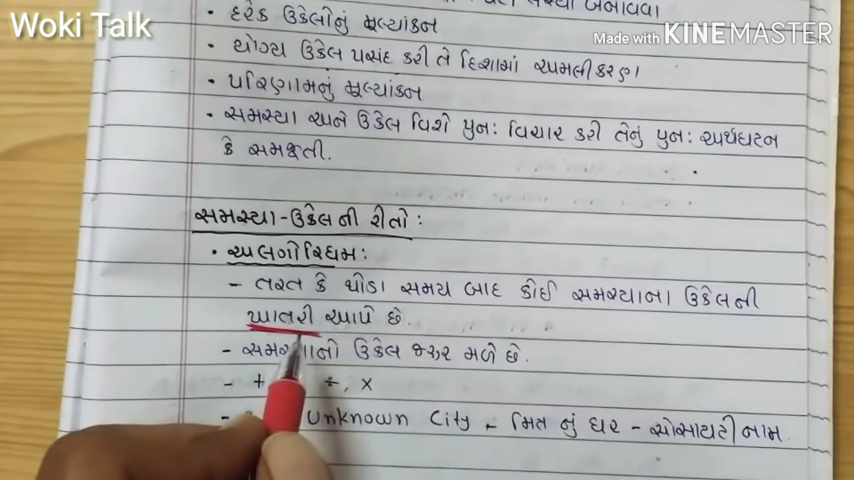 Woki Talk
Made with KINEMASTER
બનાવવા
• દરેક ઉકેલોનું મૂલ્યાંકન
• યોગ્ય ઉકેલ પસંદ કરી તે દિશામાં અમલીકરણ
• પરિણામનું મૂલ્યાંકન
• સમસ્યા અને ઉકેલ વિશે પુનઃ વિચાર કરી તેનું પુનઃ અર્થઘટન
કે સમજૂતી.
સમસ્યા-ઉકેલની રીતો:
• અલગોરિધમ:
- તરત કે થોડા સમય બાદ કોઈ સમસ્યાના ઉકેલની
ખાતરી આપે છે.
- સમસ્યાનો ઉકેલ જરૂર મળે છે.
- + ÷, ×
- Unknown City - મિત નું ઘર - સોસાયટી નામ